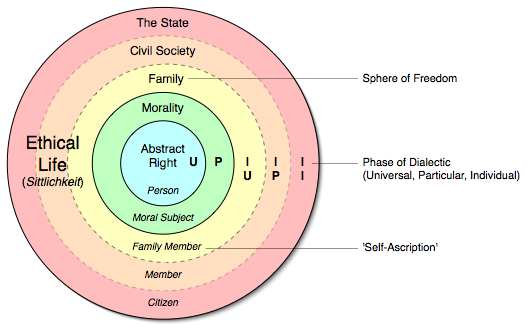 The State
Civil Society
Family
Sphere of Freedom
Morality
Ethical
Life
(Sittlichkeit)
Abstract
Right
U P I I I
U P I
Phase of Dialectic
(Universal, Particular, Individual)
Person
Moral Subject
Family Member
'Self-Ascription'
Member
Citizen